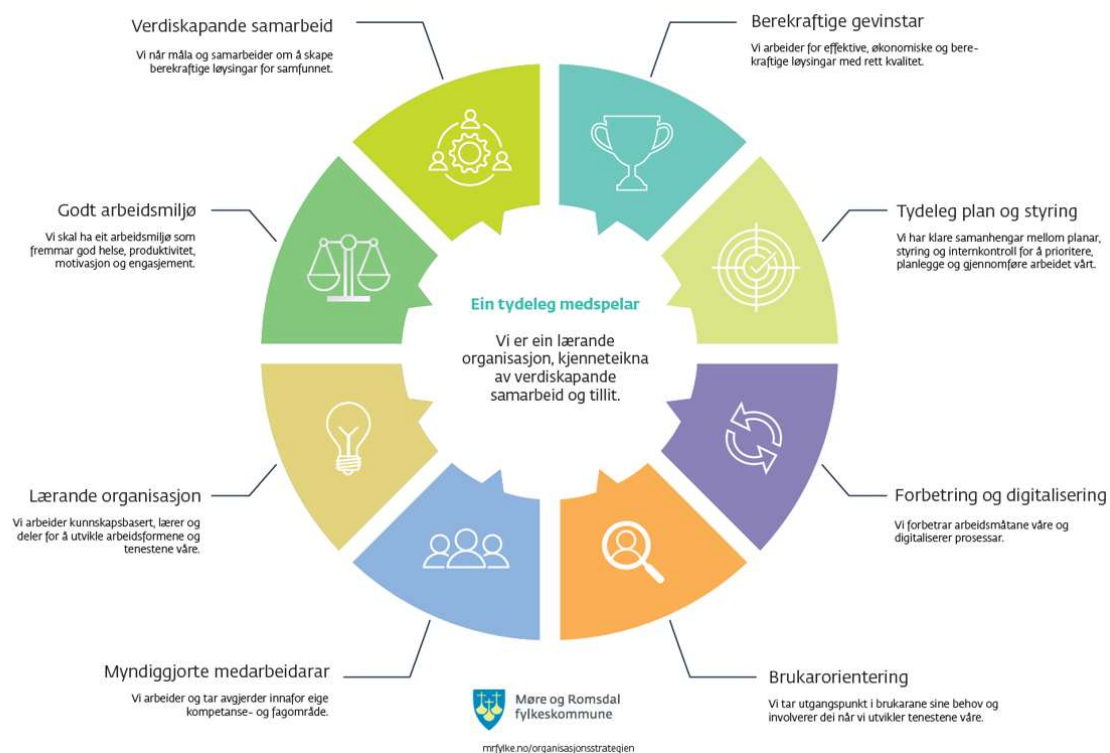 Verdiskapande samarbeid
Vi når måla og samarbeider om å skape
berekraftige løysingar for samfunnet.
Berekraftige gevinstar
Vi arbeider for effektive, økonomiske og bere-
kraftige løysingar med rett kvalitet.
Godt arbeidsmiljø
Vi skal ha eit arbeidsmiljø som
fremmar god helse, produktivitet,
motivasjon og engasjement.
Tydeleg plan og styring
Vi har klare samanhengar mellom planar,
styring og internkontroll for å prioritere,
planlegge og gjennomføre arbeidet vårt.
Ein tydeleg medspelar
Vi er ein lærande
organisasjon, kjenneteikna
av verdiskapande
samarbeid og tillit.
Lærande organisasjon
Vi arbeider kunnskapsbasert, lærer og
deler for å utvikle arbeidsformene og
tenestene våre.
Forbetring og digitalisering
Vi forbetrar arbeidsmåtane våre og
digitaliserer prosessar.
Myndiggjorte medarbeidarar
Vi arbeider og tar avgjerder innafor eige
kompetanse- og fagområde.
Brukarorientering
Vi tar utgangspunkt i brukarane sine behov og
involverer dei når vi utvikler tenestene våre.
Møre og Romsdal
fylkeskommune
mrfylke.no/organisasjonsstrategien